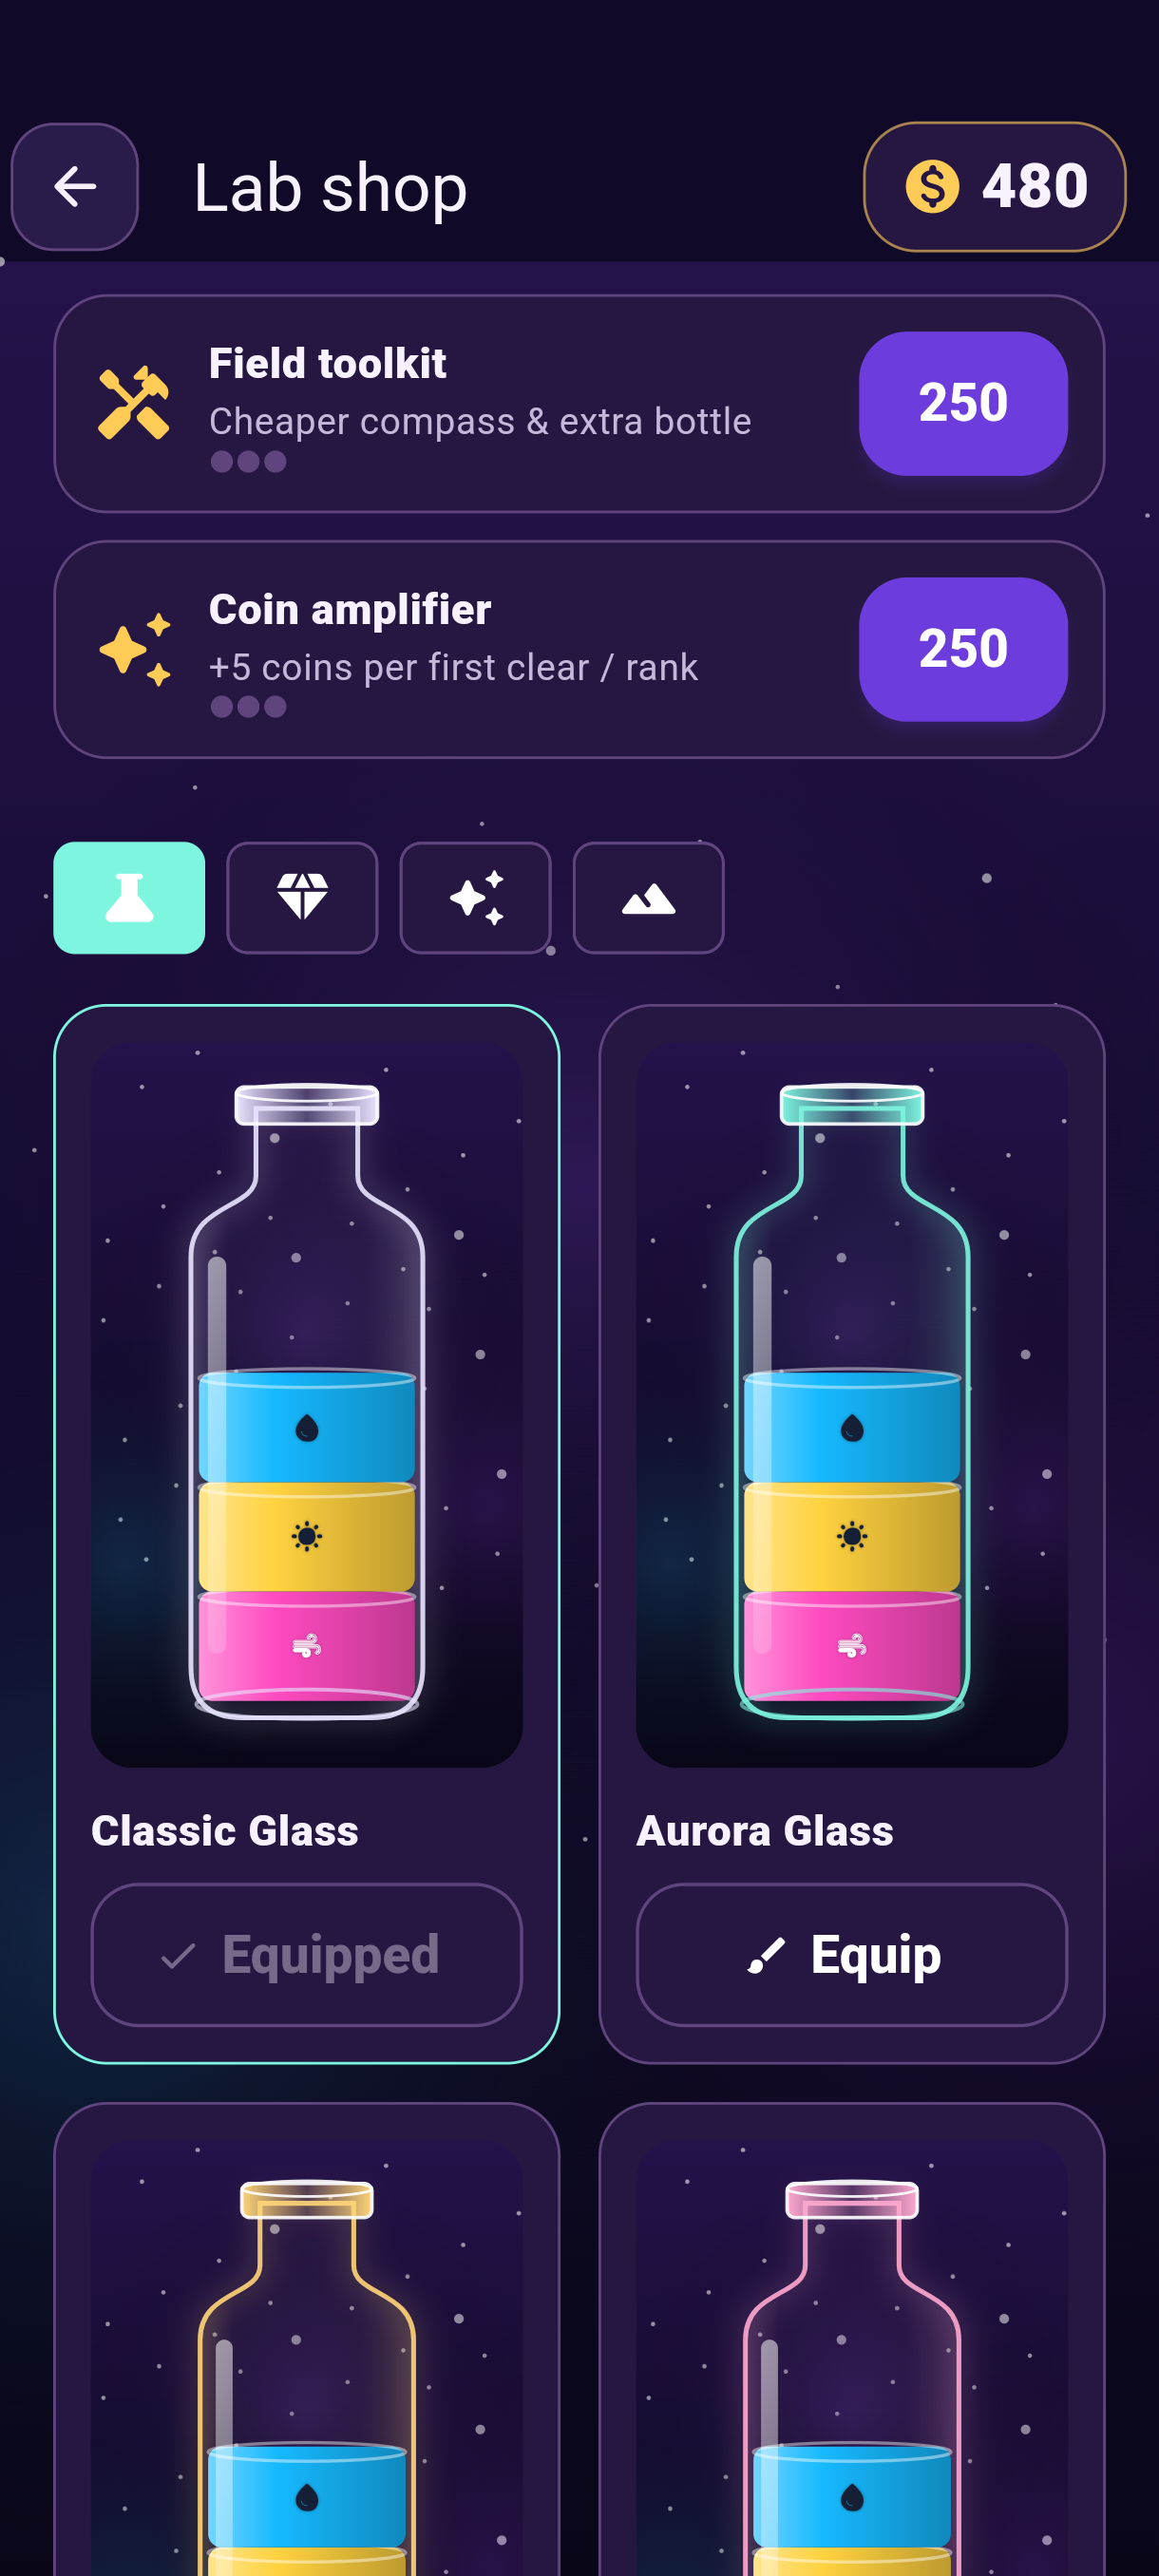 Lab shop
$ 480
Field toolkit
Cheaper compass & extra bottle
250
Coin amplifier
+5 coins per first clear / rank
250
Classic Glass
Aurora Glass
Equipped
Equip